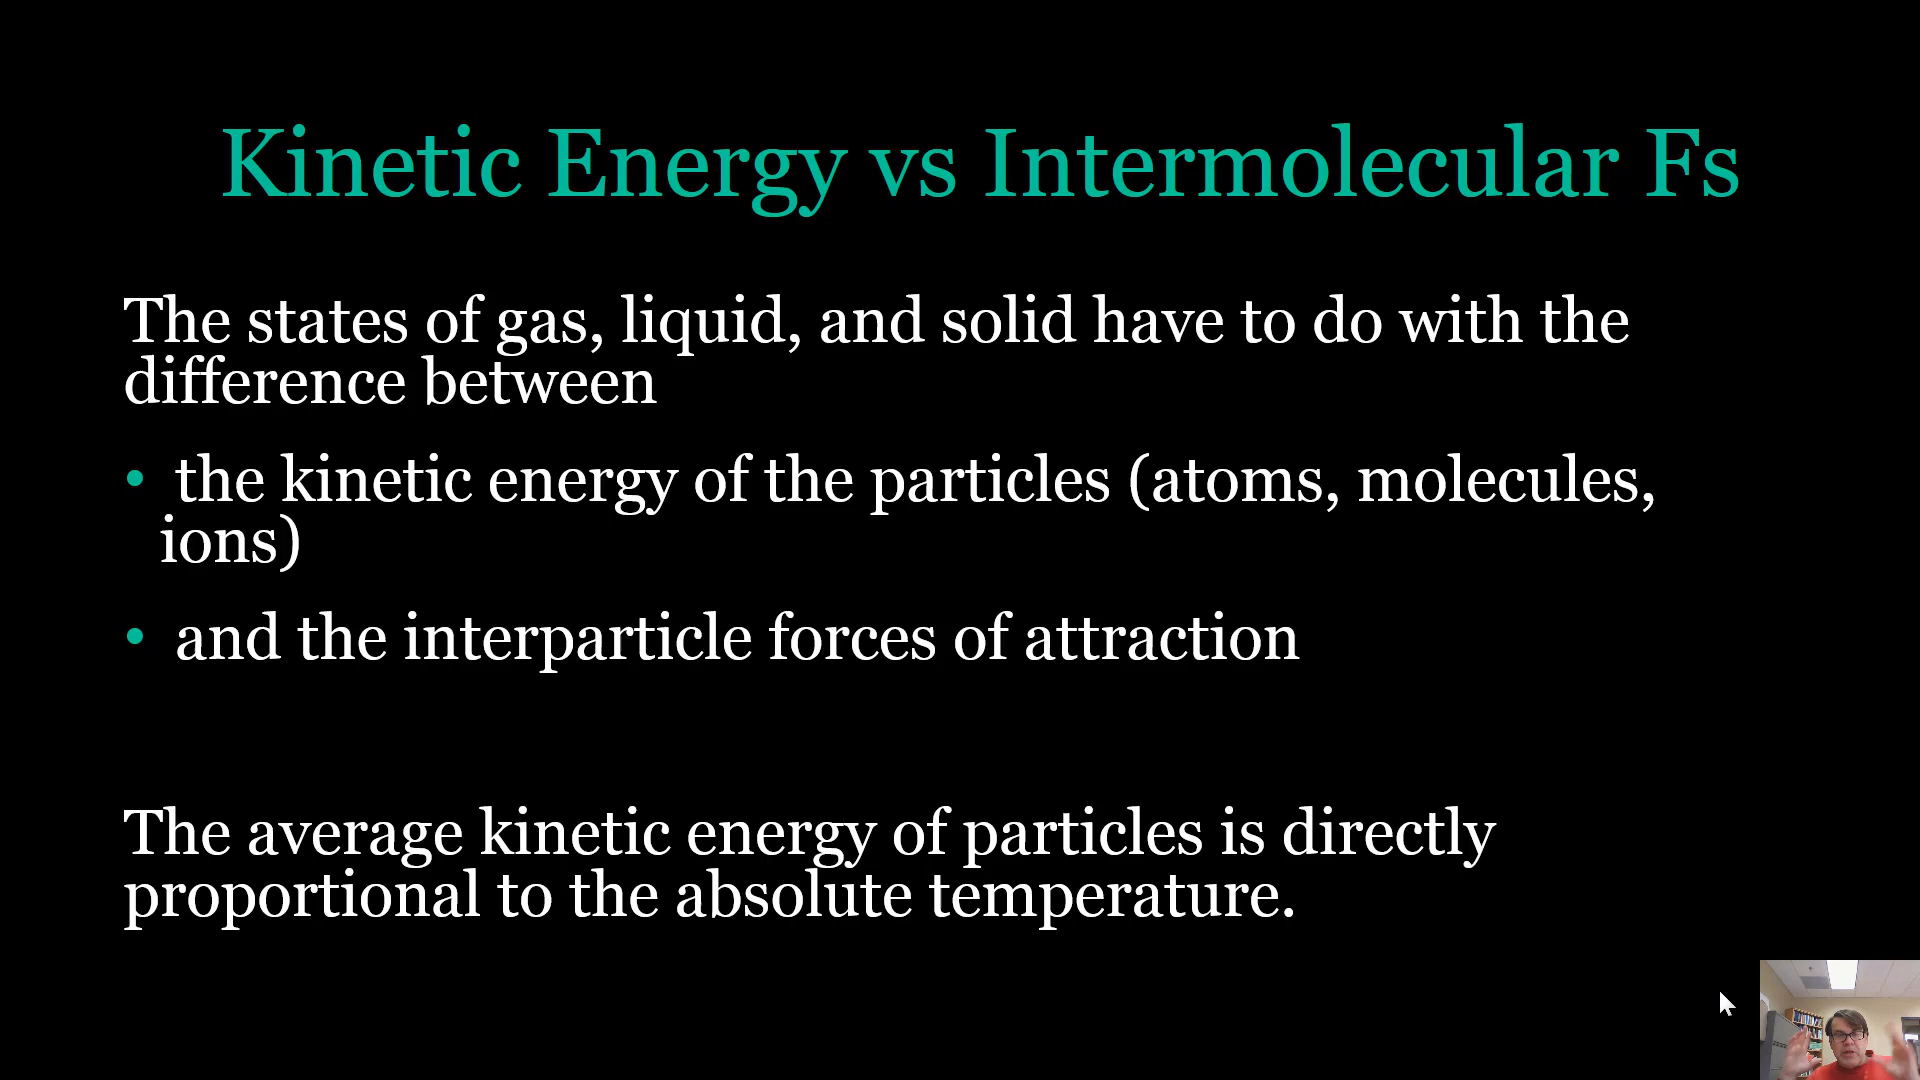 Kinetic Energy vs Intermolecular Fs
The states of gas, liquid, and solid have to do with the
difference between
• the kinetic energy of the particles (atoms, molecules,
ions)
• and the interparticle forces of attraction
The average kinetic energy of particles is directly
proportional to the absolute temperature.